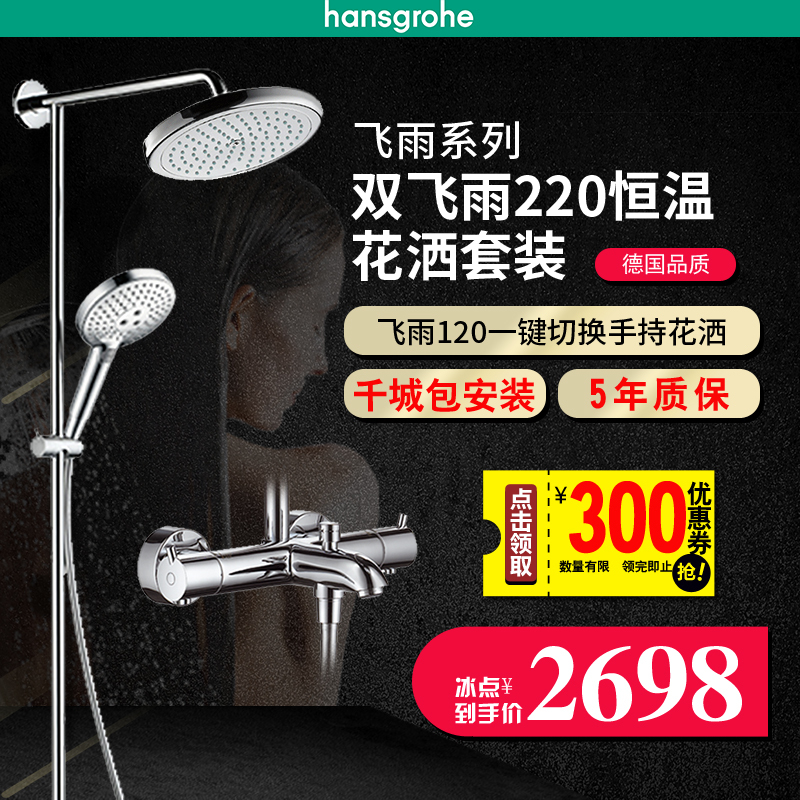 hansgrohe
飞雨系列
双飞雨220恒温
花洒套装
德国品质
飞雨120一键切换手持花洒
千城包安装
5年质保
点击领取
¥300优惠券
数量有限 领完即止
抢!
冰点¥
到手价
2698